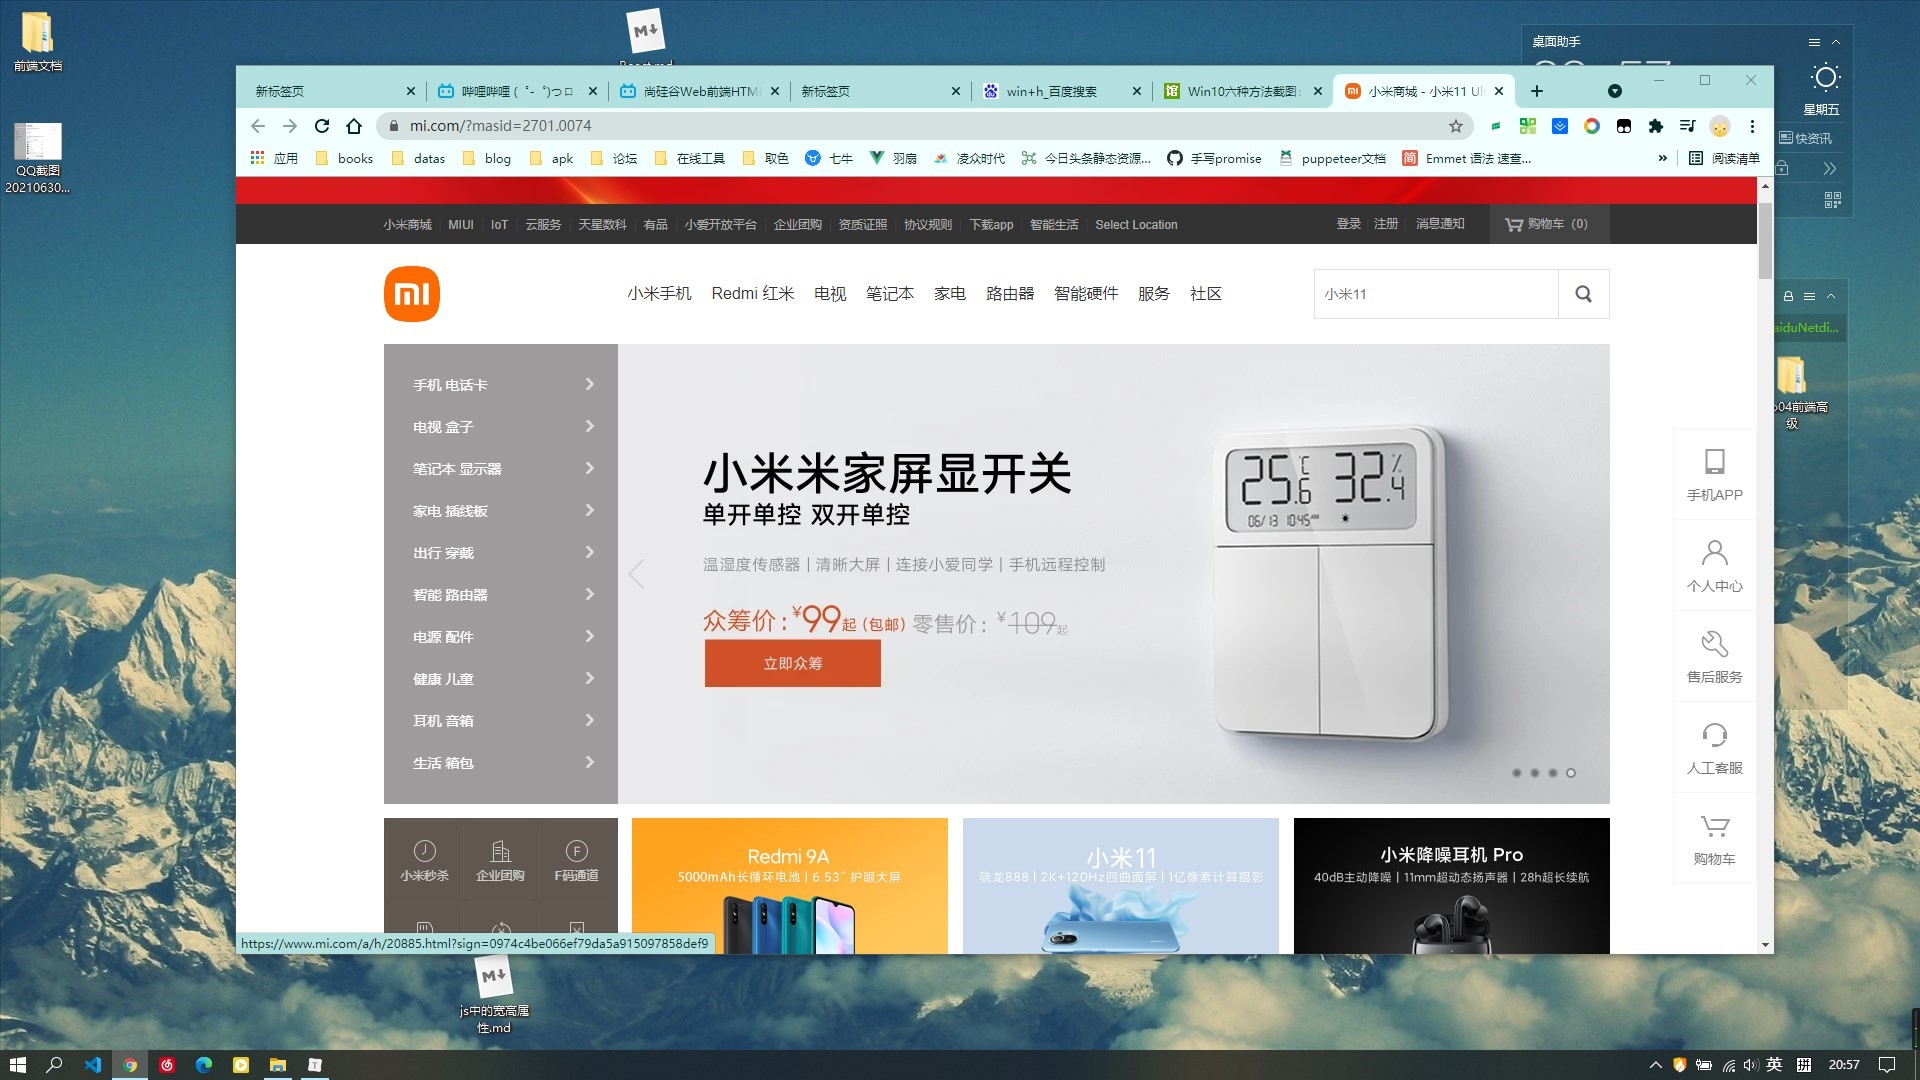 前端文档
QQ截图
20210630...
桌面助手
星期五
快资讯
aiduNetdi...
04前端高
级
新标签页
哔哩哔哩 ( ゜- ゜)つロ
尚硅谷Web前端HTM
新标签页
win+h_百度搜索
Win10六种方法截图
小米商城 - 小米11 Ul
mi.com/?masid=2701.0074
应用
books
datas
blog
apk
论坛
在线工具
取色
七牛
羽扇
凌众时代
今日头条静态资源...
手写promise
puppeteer文档
Emmet 语法 速查...
»
阅读清单
小米商城 MIUI IoT 云服务 天星数科 有品 小爱开放平台 企业团购 资质证照 协议规则 下载app 智能生活 Select Location
登录 注册 消息通知 购物车 (0)
小米手机 Redmi 红米 电视 笔记本 家电 路由器 智能硬件 服务 社区
小米11
手机 电话卡
电视 盒子
笔记本 显示器
家电 插线板
出行 穿戴
智能 路由器
电源 配件
健康 儿童
耳机 音箱
生活 箱包
小米米家屏显开关
单开单控 双开单控
温湿度传感器 | 清晰大屏 | 连接小爱同学 | 手机远程控制
众筹价 : ¥99起 (包邮) 零售价 : ¥109起
立即众筹
25.6℃ 32.4%
06/13 10:45AM
手机APP
个人中心
售后服务
人工客服
购物车
小米秒杀
企业团购
F码通道
Redmi 9A
5000mAh长循环电池 | 6.53" 护眼大屏
小米11
骁龙888 | 2K+120Hz四曲面屏 | 1亿像素计算摄影
小米降噪耳机 Pro
40dB主动降噪 | 11mm超动态扬声器 | 28h超长续航
https://www.mi.com/a/h/20885.html?sign=0974c4be066ef79da5a915097858def9
js中的宽高属
性.md
英
拼
20:57